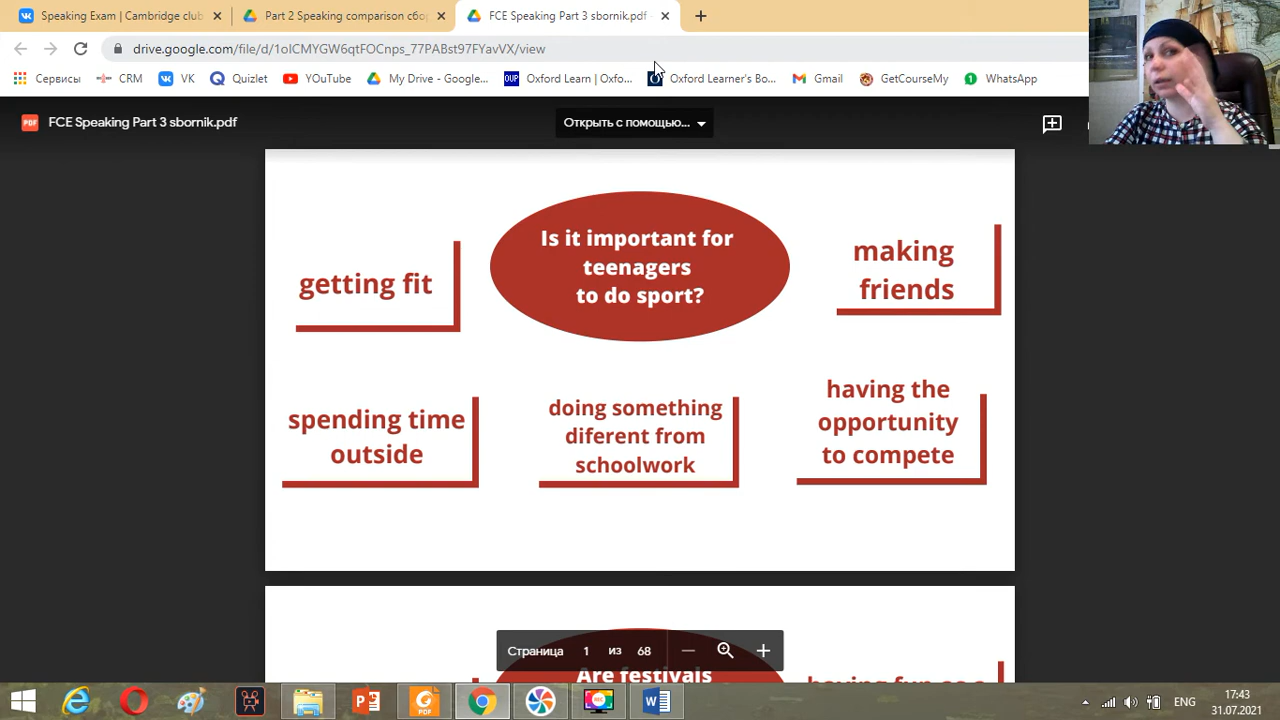 Speaking Exam | Cambridge club
Part 2 Speaking comparison сбор
FCE Speaking Part 3 sbornik.pdf -
drive.google.com/file/d/1oICMYGW6qtFOCnps_77PABst97FYavVX/view
Сервисы
CRM
VK
Quizlet
YouTube
My Drive - Google...
OUP
Oxford Learn | Oxfo...
Oxford Learner's Bo...
Gmail
GetCourseMy
1
WhatsApp
PDF
FCE Speaking Part 3 sbornik.pdf
Открыть с помощью...
Is it important for
teenagers
to do sport?
getting fit
making
friends
spending time
outside
doing something
diferent from
schoolwork
having the
opportunity
to compete
Страница 1 из 68
Are festivals
ENG
17:43
31.07.2021